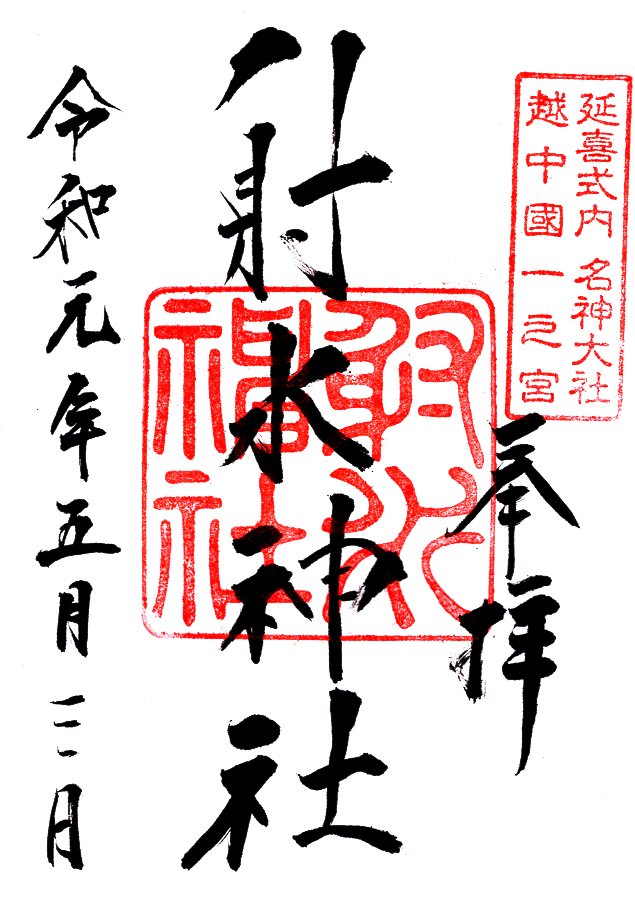 延喜式内 名神大社
越中國一之宮
奉拝
射水神社
射水
神社
令和元年五月三日